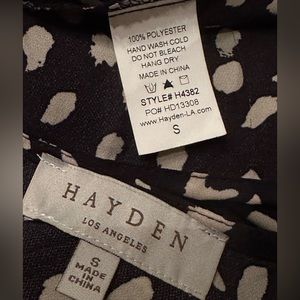 100% POLYESTER
HAND WASH COLD
DO NOT BLEACH
HANG DRY
MADE IN CHINA
STYLE# H4382
PO# HD13308
www.Hayden-LA.com
S
HAYDEN
LOS ANGELES
S
MADE IN
CHINA